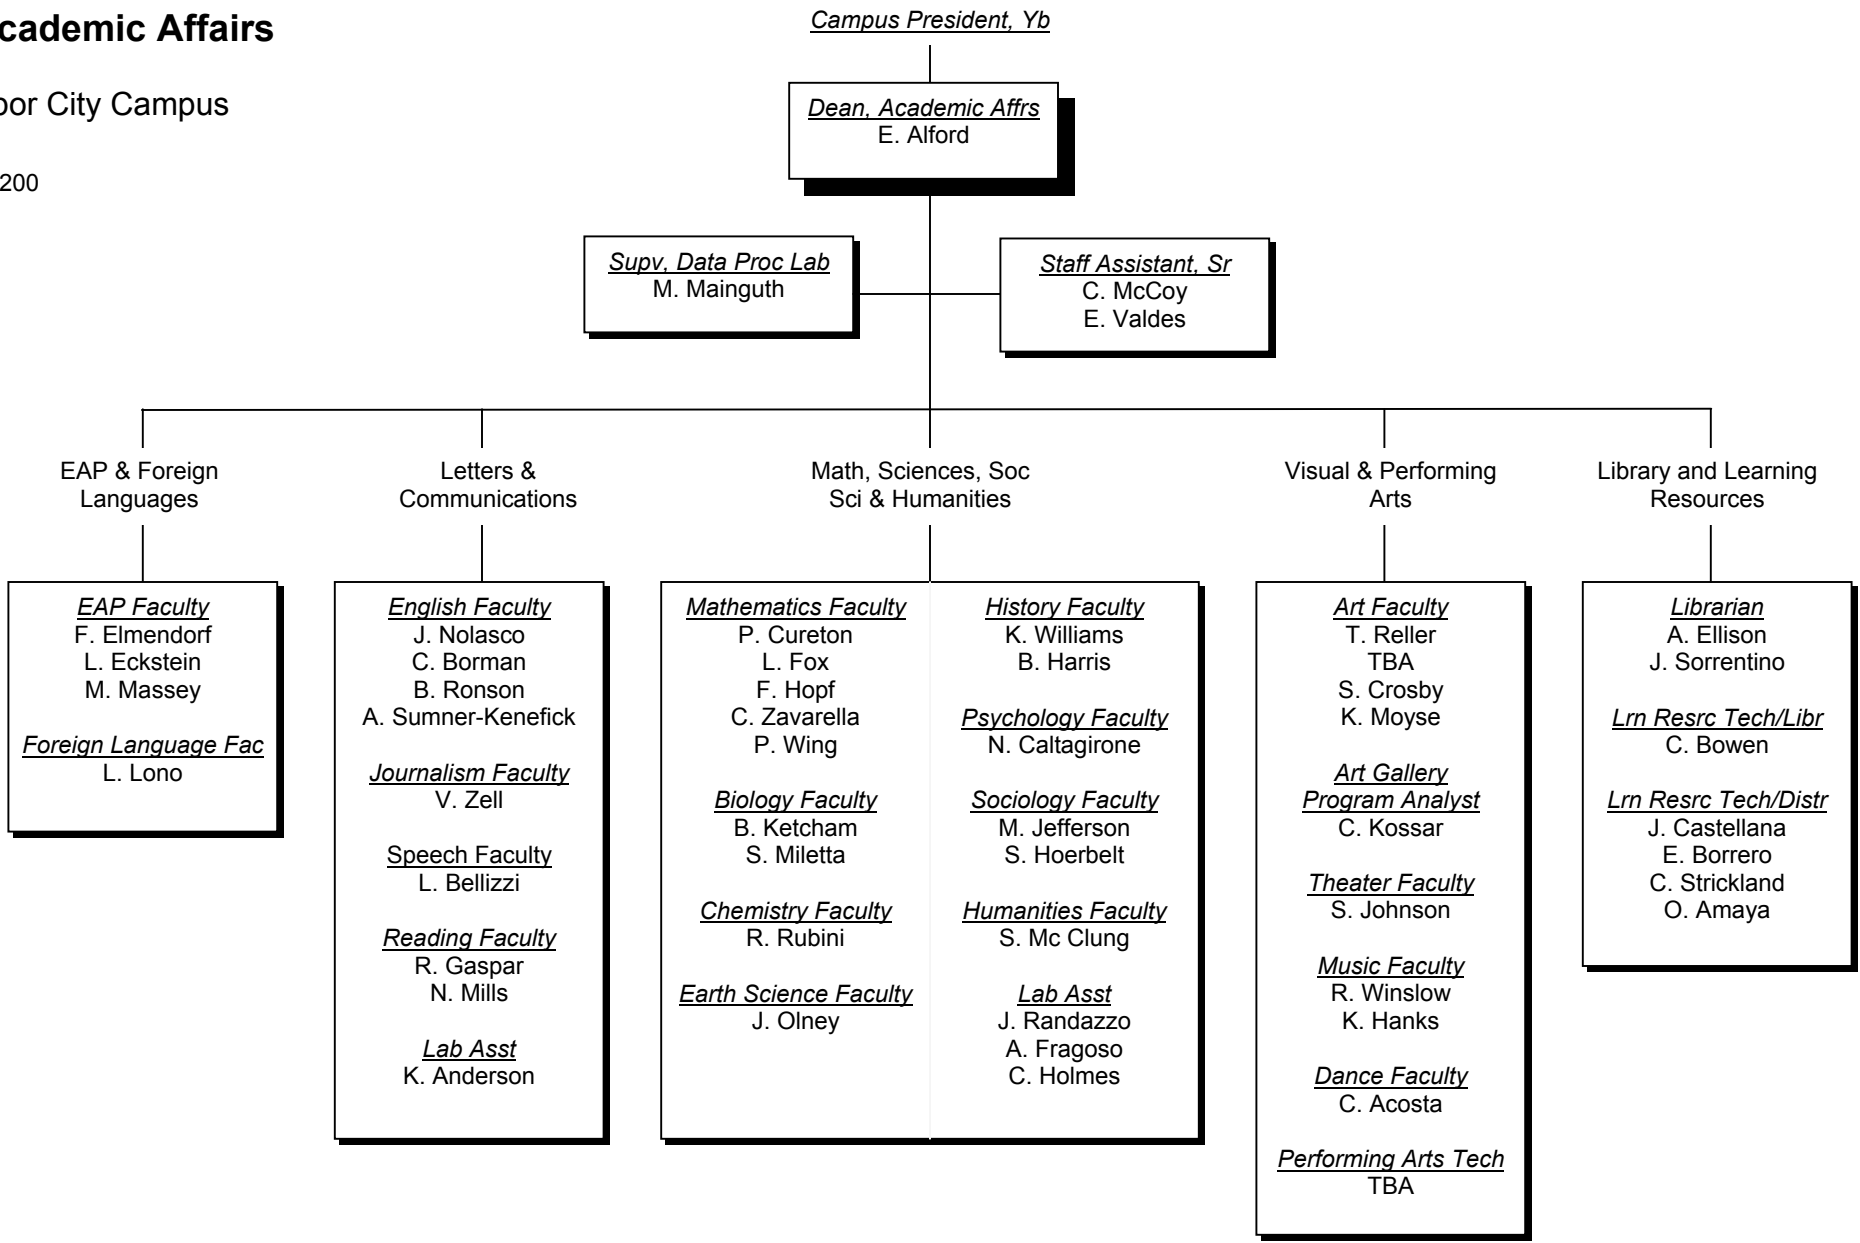 cademic Affairs
oor City Campus
200
Campus President, Yb
Dean, Academic Affrs
E. Alford
Supv, Data Proc Lab
M. Mainguth
Staff Assistant, Sr
C. McCoy
E. Valdes
EAP & Foreign
Languages
Letters &
Communications
Math, Sciences, Soc
Sci & Humanities
Visual & Performing
Arts
Library and Learning
Resources
EAP Faculty
F. Elmendorf
L. Eckstein
M. Massey
Foreign Language Fac
L. Lono
English Faculty
J. Nolasco
C. Borman
B. Ronson
A. Sumner-Kenefick
Journalism Faculty
V. Zell
Speech Faculty
L. Bellizzi
Reading Faculty
R. Gaspar
N. Mills
Lab Asst
K. Anderson
Mathematics Faculty
P. Cureton
L. Fox
F. Hopf
C. Zavarella
P. Wing
Biology Faculty
B. Ketcham
S. Miletta
Chemistry Faculty
R. Rubini
Earth Science Faculty
J. Olney
History Faculty
K. Williams
B. Harris
Psychology Faculty
N. Caltagirone
Sociology Faculty
M. Jefferson
S. Hoerbelt
Humanities Faculty
S. Mc Clung
Lab Asst
J. Randazzo
A. Fragoso
C. Holmes
Art Faculty
T. Reller
TBA
S. Crosby
K. Moyse
Art Gallery
Program Analyst
C. Kossar
Theater Faculty
S. Johnson
Music Faculty
R. Winslow
K. Hanks
Dance Faculty
C. Acosta
Performing Arts Tech
TBA
Librarian
A. Ellison
J. Sorrentino
Lrn Resrc Tech/Libr
C. Bowen
Lrn Resrc Tech/Distr
J. Castellana
E. Borrero
C. Strickland
O. Amaya